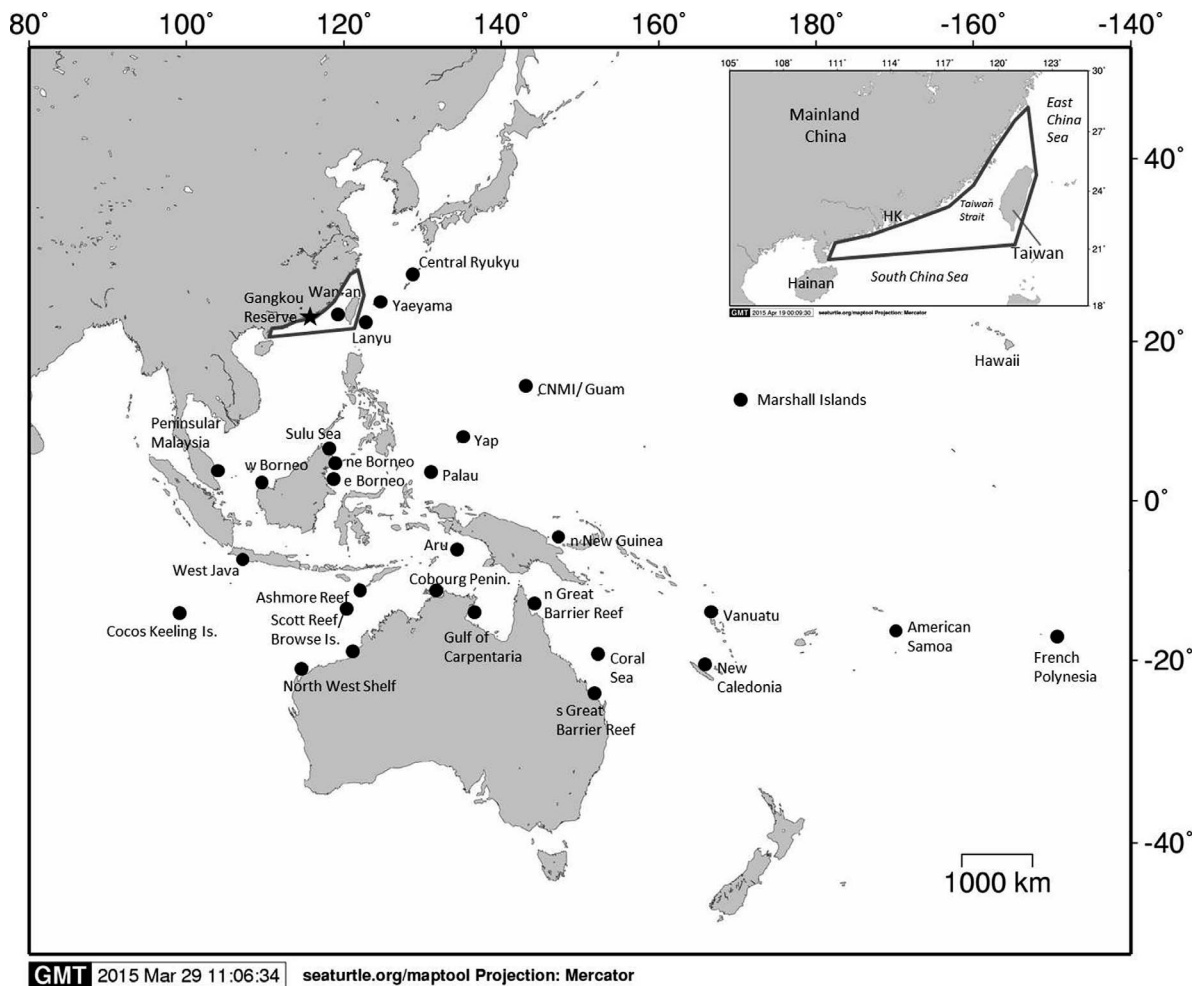 80˚ 100˚ 120˚ 140˚ 160˚ 180˚ -160˚ -140˚
105˚ 108˚ 111˚ 114˚ 117˚ 120˚ 123˚
30˚
27˚
24˚
21˚
18˚
Mainland
China
East
China
Sea
HK
Taiwan
Strait
Taiwan
Hainan
South China Sea
GMT 2015 Apr 19 00:09:30 seaturtle.org/maptool Projection: Mercator
40˚
20˚
0˚
-20˚
-40˚
Central Ryukyu
Wan-an
Gangkou
Reserve
Yaeyama
Lanyu
Hawaii
CNMI/ Guam
Marshall Islands
Peninsular
Malaysia
Sulu Sea
Yap
w Borneo
ne Borneo
e Borneo
Palau
n New Guinea
Aru
West Java
Cobourg Penin.
Ashmore Reef
n Great
Barrier Reef
Scott Reef/
Browse Is.
Cocos Keeling Is.
Gulf of
Carpentaria
Vanuatu
American
Samoa
French
Polynesia
Coral
Sea
New
Caledonia
North West Shelf
s Great
Barrier Reef
1000 km
GMT 2015 Mar 29 11:06:34 seaturtle.org/maptool Projection: Mercator